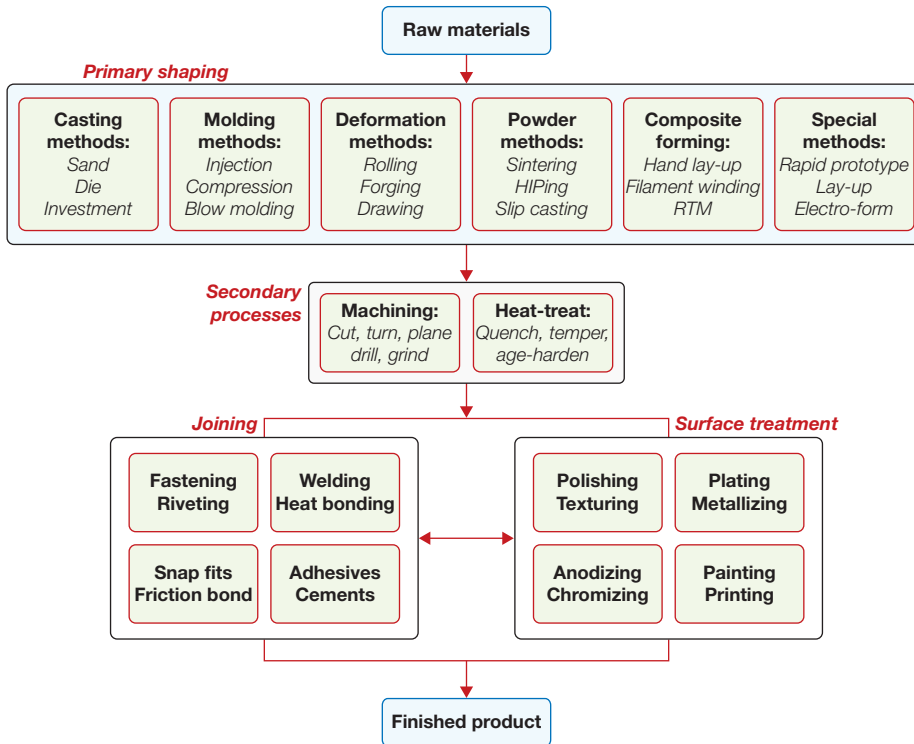 Raw materials
Primary shaping
Casting
methods:
Sand
Die
Investment
Molding
methods:
Injection
Compression
Blow molding
Deformation
methods:
Rolling
Forging
Drawing
Powder
methods:
Sintering
HIPing
Slip casting
Composite
forming:
Hand lay-up
Filament winding
RTM
Special
methods:
Rapid prototype
Lay-up
Electro-form
Secondary
processes
Machining:
Cut, turn, plane
drill, grind
Heat-treat:
Quench, temper,
age-harden
Joining
Fastening
Riveting
Welding
Heat bonding
Snap fits
Friction bond
Adhesives
Cements
Surface treatment
Polishing
Texturing
Plating
Metallizing
Anodizing
Chromizing
Painting
Printing
Finished product